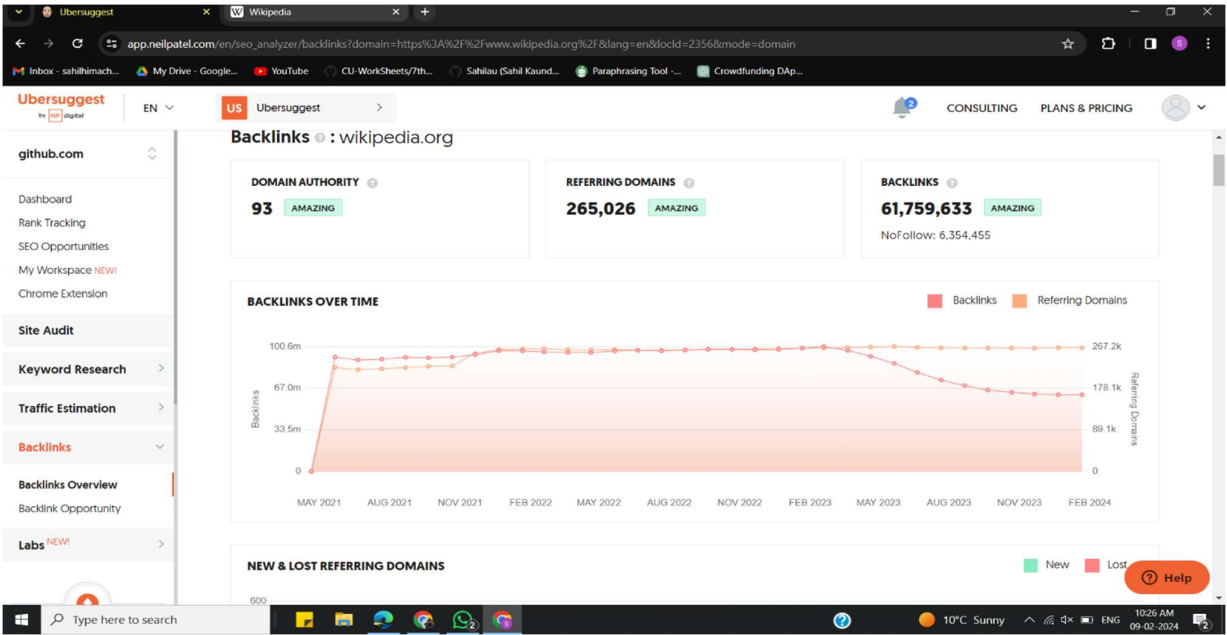 Ubersuggest
Wikipedia
app.neilpatel.com/en/seo_analyzer/backlinks?domain=https%3A%2F%2Fwww.wikipedia.org%2F&lang=en&locId=2356&mode=domain
S
Inbox - sahilhimach...
My Drive - Google...
YouTube
CU-WorkSheets/7th...
Sahilau (Sahil Kaund...
Paraphrasing Tool -...
Crowdfunding DAp...
Ubersuggest
by NP digital
EN
US
Ubersuggest
2
CONSULTING
PLANS & PRICING
github.com
Dashboard
Rank Tracking
SEO Opportunities
My Workspace NEW!
Chrome Extension
Site Audit
Keyword Research
Traffic Estimation
Backlinks
Backlinks Overview
Backlink Opportunity
Labs NEW!
Backlinks ? : wikipedia.org
DOMAIN AUTHORITY ?
93 AMAZING
REFERRING DOMAINS ?
265,026 AMAZING
BACKLINKS ?
61,759,633 AMAZING
NoFollow: 6,354,455
BACKLINKS OVER TIME
Backlinks
Referring Domains
100.6m
67.0m
33.5m
0
Backlinks
267.2k
178.1k
89.1k
0
Referring Domains
MAY 2021 AUG 2021 NOV 2021 FEB 2022 MAY 2022 AUG 2022 NOV 2022 FEB 2023 MAY 2023 AUG 2023 NOV 2023 FEB 2024
NEW & LOST REFERRING DOMAINS
New
Lost
600
Help
Type here to search
2
S
10°C Sunny
ENG
10:26 AM
09-02-2024
2